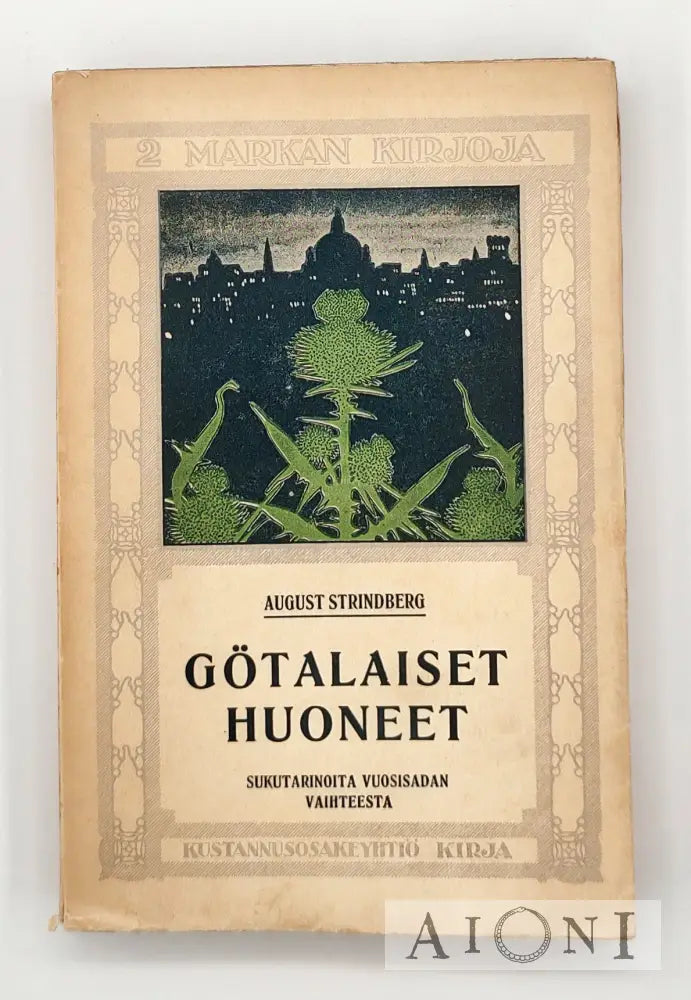 2 MARKAN KIRJOJA
AUGUST STRINDBERG
GÖTALAISET
HUONEET
SUKUTARINOITA VUOSISADAN
VAIHTEESTA
KUSTANNUSOSAKEYHTIÖ KIRJA
AIONI